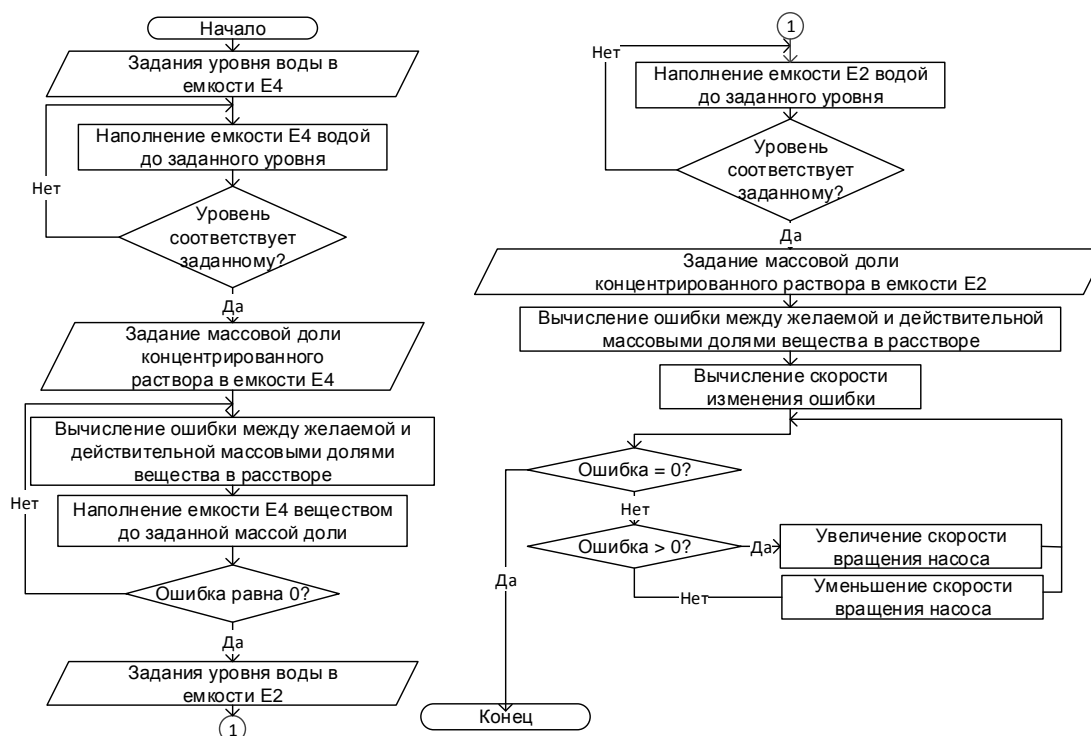 Начало
Задания уровня воды в
емкости Е4
Наполнение емкости Е4 водой
до заданного уровня
Нет
Уровень
соответствует
заданному?
Да
Задание массовой доли
концентрированного
раствора в емкости Е4
Вычисление ошибки между желаемой и
действительной массовыми долями
вещества в расстворе
Нет
Наполнение емкости Е4 веществом
до заданной массой доли
Ошибка равна 0?
Да
Задания уровня воды в
емкости Е2
1
1
Нет
Наполнение емкости Е2 водой
до заданного уровня
Уровень
соответствует
заданному?
Да
Задание массовой доли
концентрированного раствора в емкости Е2
Вычисление ошибки между желаемой и действительной
массовыми долями вещества в расстворе
Вычисление скорости
изменения ошибки
Ошибка = 0?
Нет
Ошибка > 0?
Да
Увеличение скорости
вращения насоса
Да
Нет
Уменьшение скорости
вращения насоса
Конец